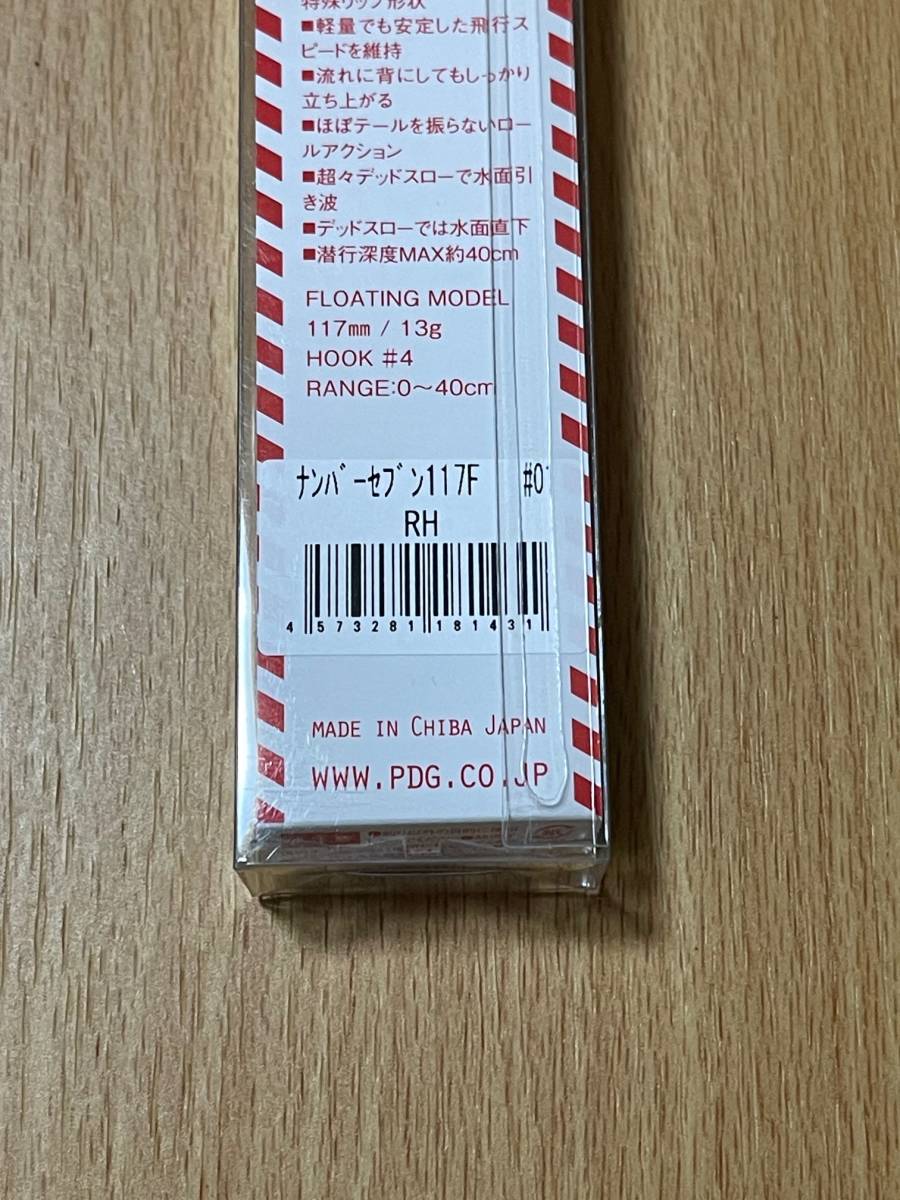 特殊リップ形状
■軽量でも安定した飛行ス
ピードを維持
■流れに背にしてもしっかり
立ち上がる
■ほぼテールを振らないロー
ルアクション
■超々デッドスローで水面引
き波
■デッドスローでは水面直下
■潜行深度MAX約40cm
FLOATING MODEL
117mm / 13g
HOOK #4
RANGE:0～40cm
ﾅﾝﾊﾞｰｾﾌﾞﾝ117F #0
RH
4 573281 181431
MADE IN CHIBA JAPAN
WWW.PDG.CO.JP